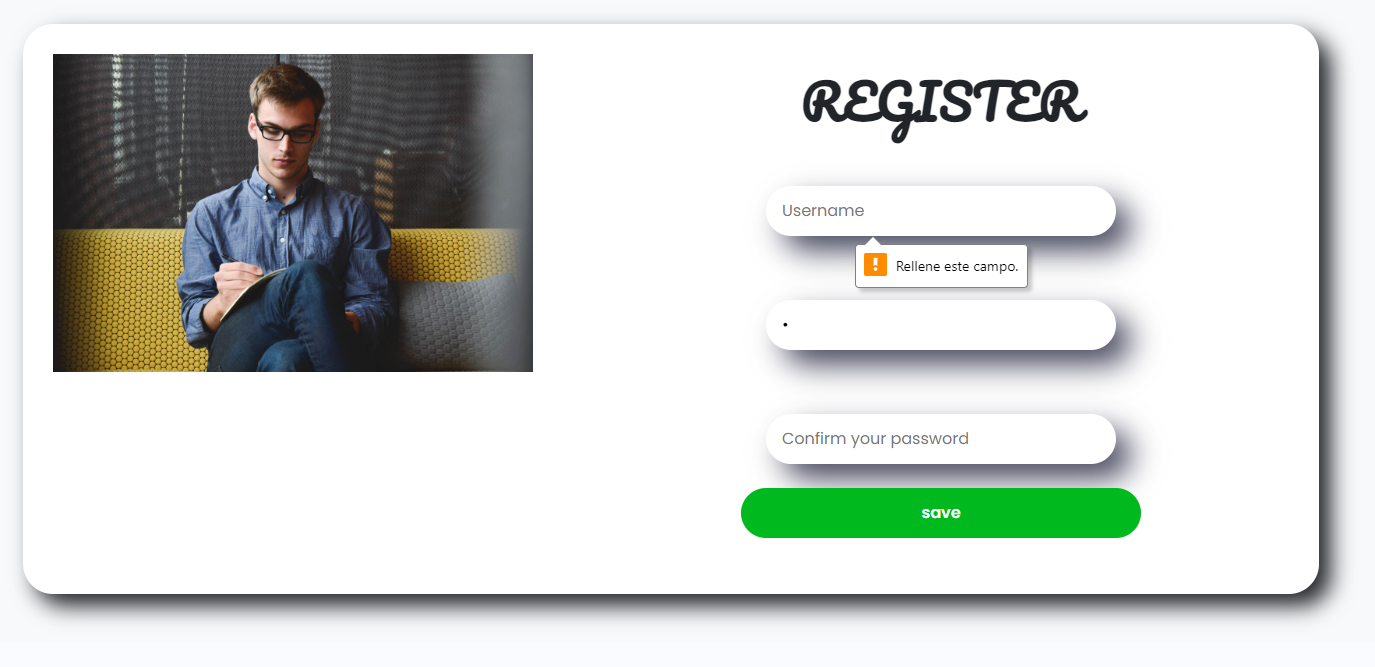 REGISTER
Username
Rellene este campo.
•
Confirm your password
save